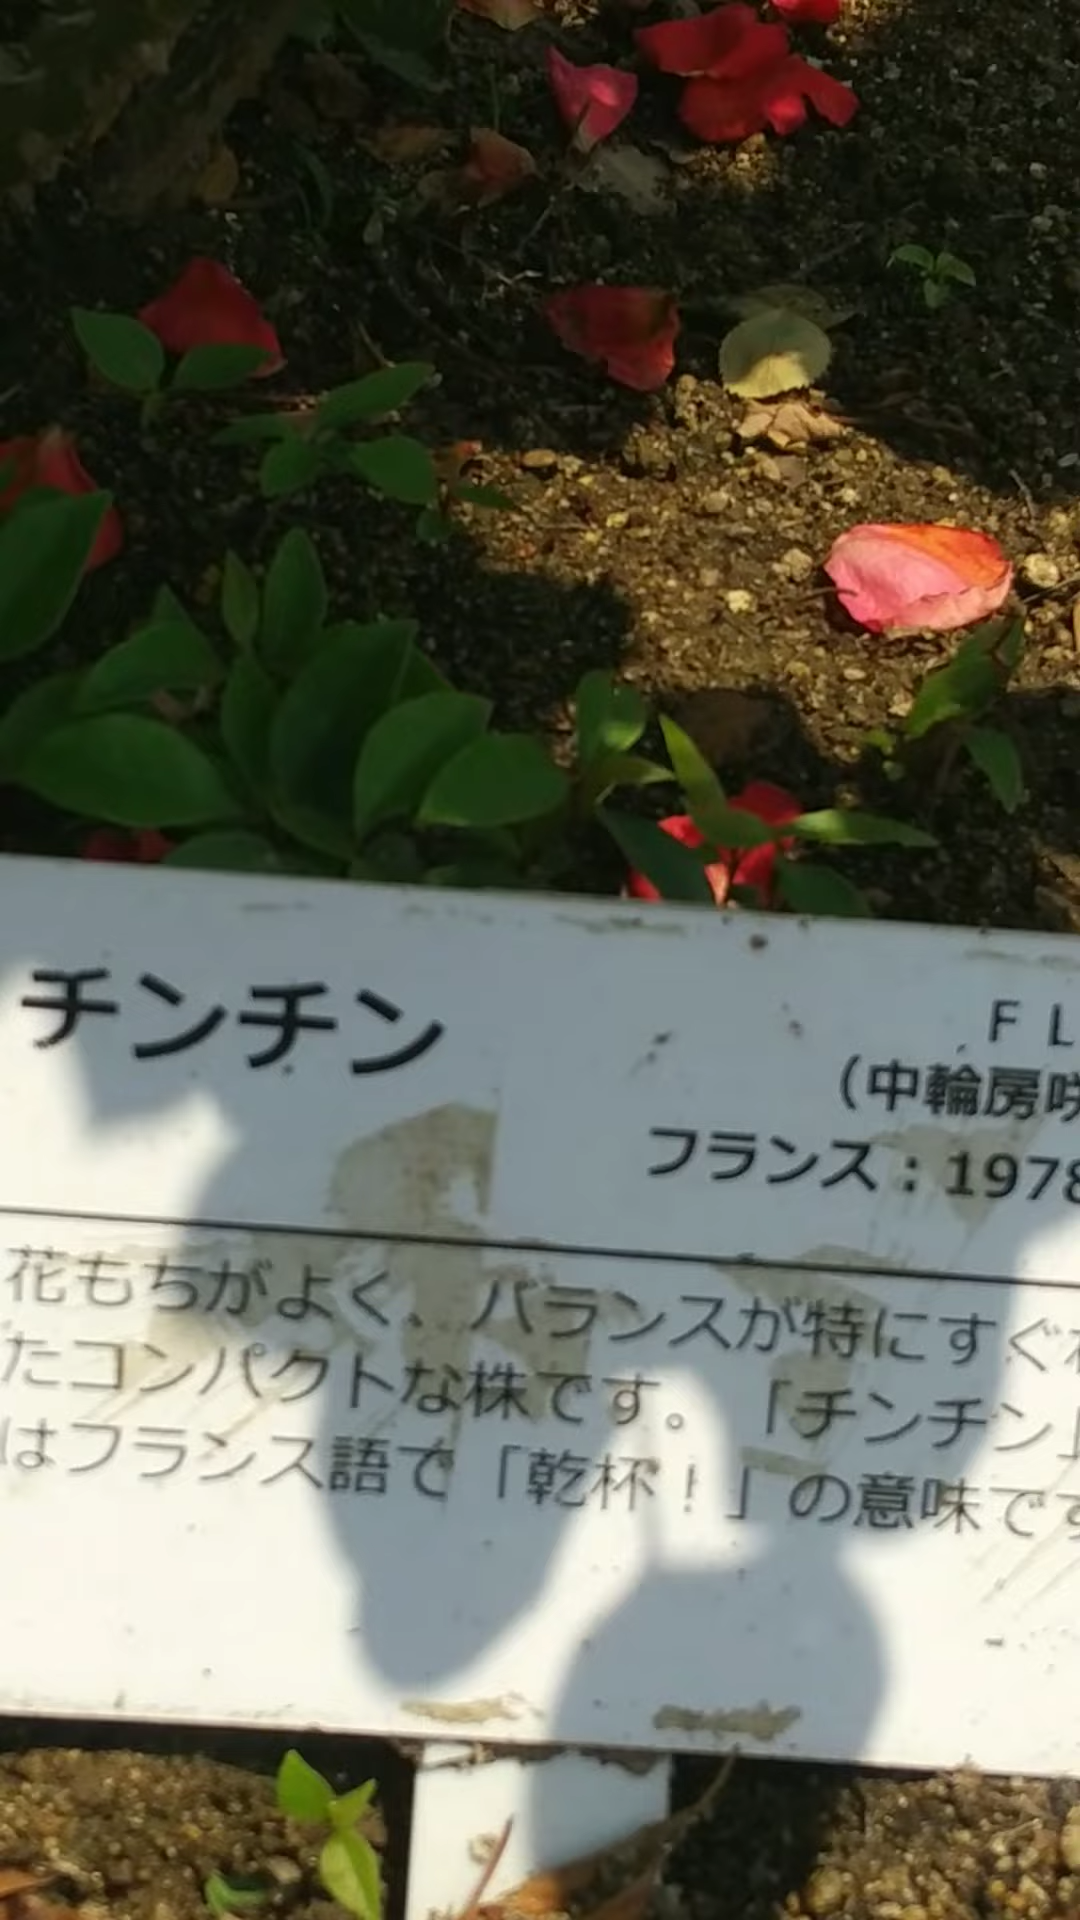 チンチン
FL
(中輪房咲
フランス：1978
花もちがよく、バランスが特にすぐれ
たコンパクトな株です。「チンチン」
はフランス語で「乾杯！」の意味です